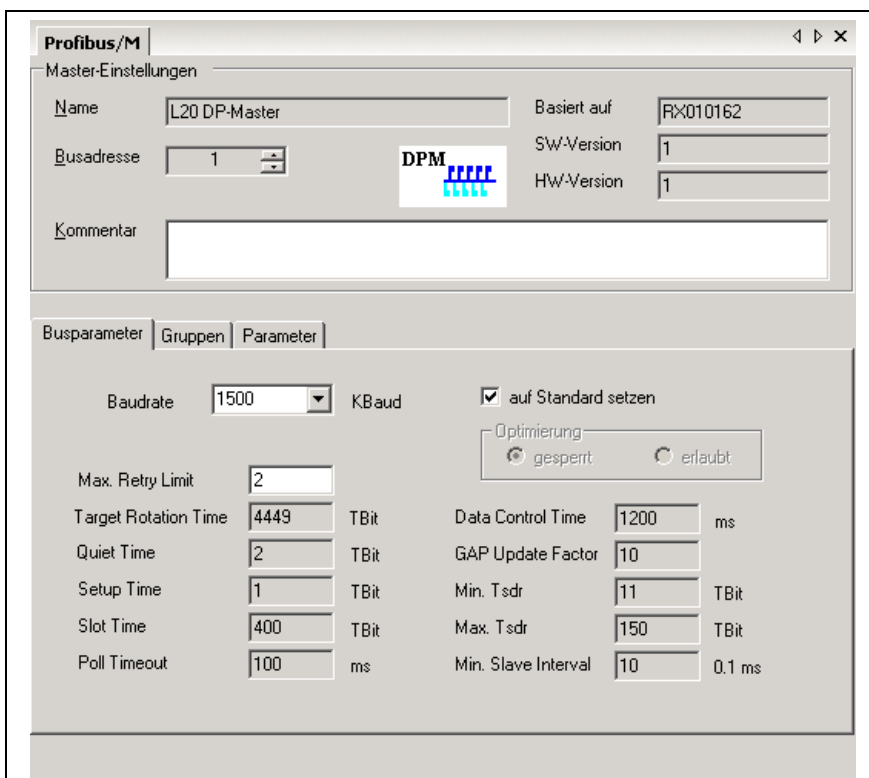 Profibus/M
Master-Einstellungen
Name L20 DP-Master Basiert auf RX010162
Busadresse 1 DPM SW-Version 1
HW-Version 1
Kommentar
Busparameter Gruppen Parameter
Baudrate 1500 KBaud auf Standard setzen
Optimierung
gesperrt erlaubt
Max. Retry Limit 2
Target Rotation Time 4449 TBit Data Control Time 1200 ms
Quiet Time 2 TBit GAP Update Factor 10
Setup Time 1 TBit Min. Tsdr 11 TBit
Slot Time 400 TBit Max. Tsdr 150 TBit
Poll Timeout 100 ms Min. Slave Interval 10 0.1 ms